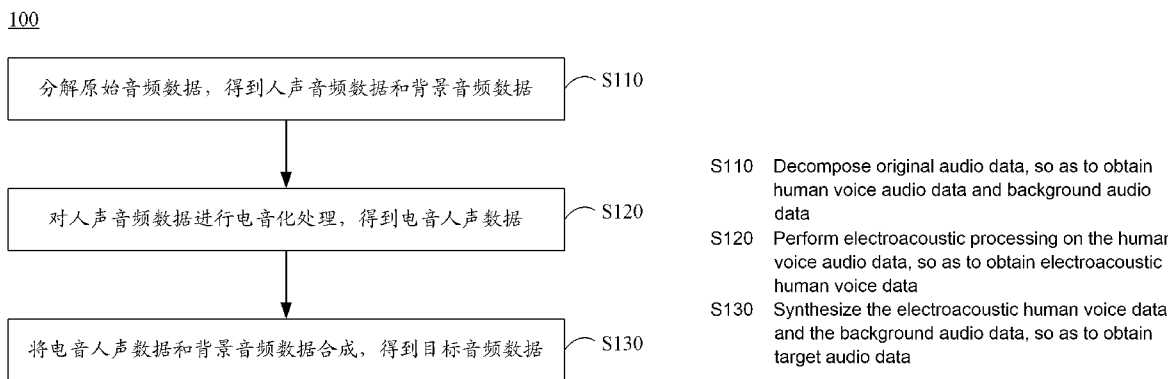 100
分解原始音频数据，得到人声音频数据和背景音频数据
S110
对人声音频数据进行电音化处理，得到电音人声数据
S120
将电音人声数据和背景音频数据合成，得到目标音频数据
S130
S110 Decompose original audio data, so as to obtain
human voice audio data and background audio
data
S120 Perform electroacoustic processing on the human
voice audio data, so as to obtain electroacoustic
human voice data
S130 Synthesize the electroacoustic human voice data
and the background audio data, so as to obtain
target audio data